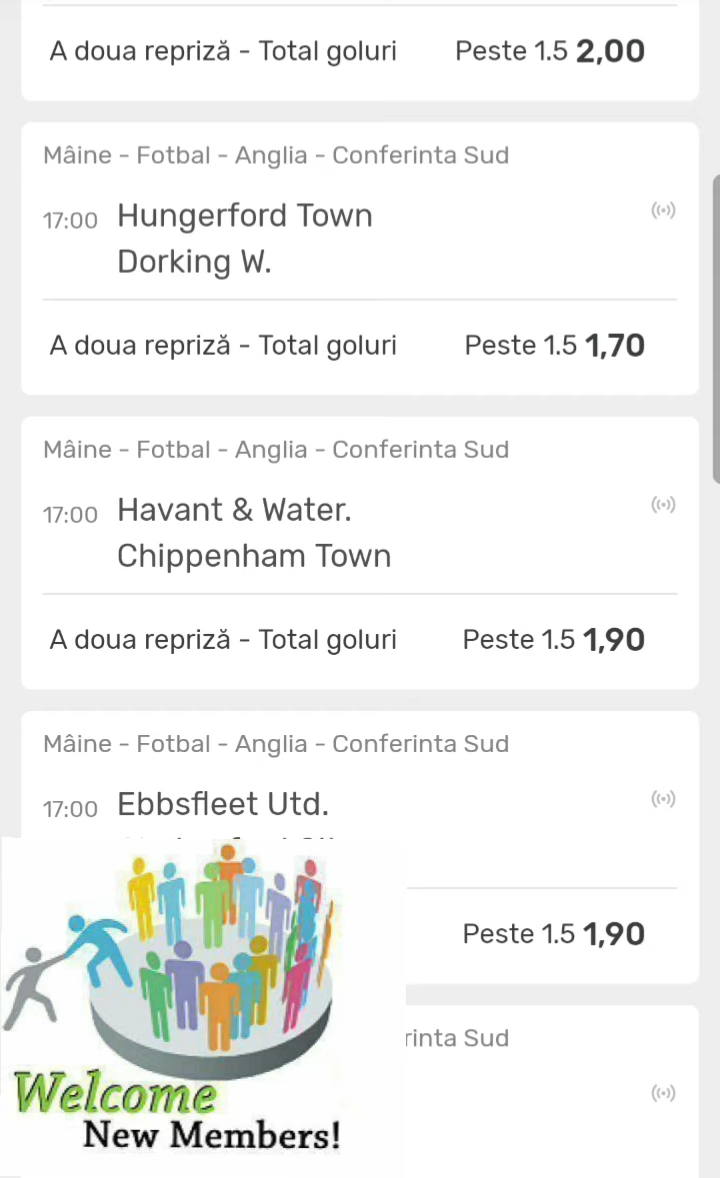 A doua repriză - Total goluri Peste 1.5 2,00
Mâine - Fotbal - Anglia - Conferinta Sud
17:00 Hungerford Town
Dorking W.
A doua repriză - Total goluri Peste 1.5 1,70
Mâine - Fotbal - Anglia - Conferinta Sud
17:00 Havant & Water.
Chippenham Town
A doua repriză - Total goluri Peste 1.5 1,90
Mâine - Fotbal - Anglia - Conferinta Sud
17:00 Ebbsfleet Utd.
Peste 1.5 1,90
rinta Sud
Welcome
New Members!